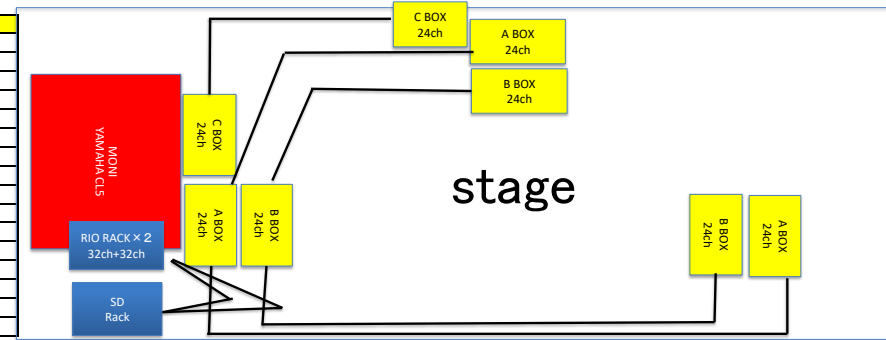 C BOX
24ch
A BOX
24ch
B BOX
24ch
MONI
YAMAHA CL5
C BOX
24ch
A BOX
24ch
B BOX
24ch
stage
B BOX
24ch
A BOX
24ch
RIO RACK×2
32ch+32ch
SD
Rack